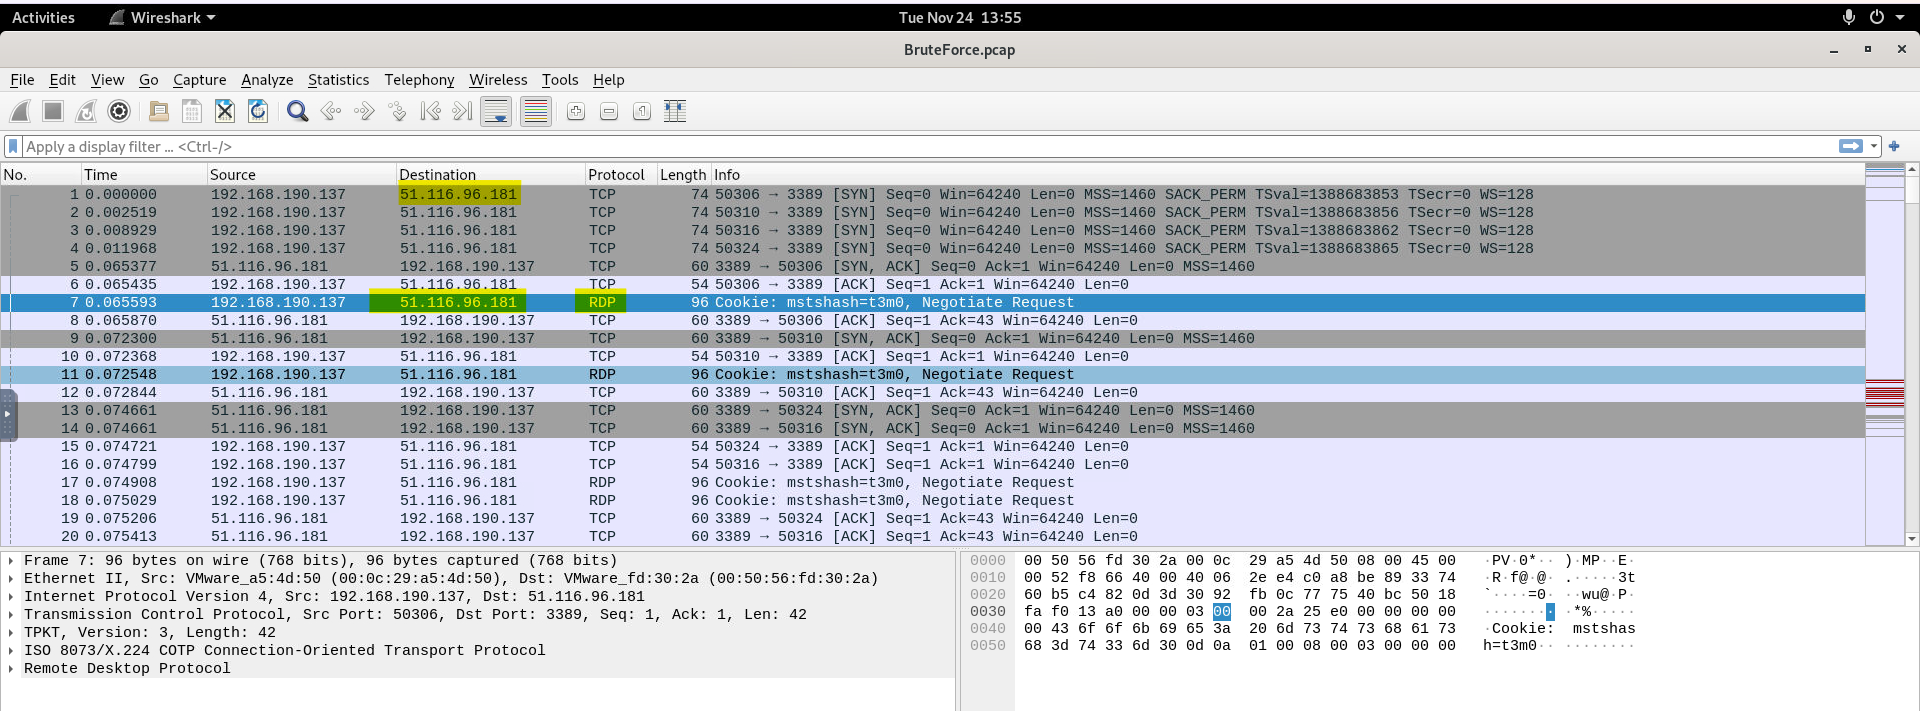 Activities Wireshark Tue Nov 24 13:55
BruteForce.pcap
File Edit View Go Capture Analyze Statistics Telephony Wireless Tools Help
Apply a display filter ... <Ctrl-/>
No. Time Source Destination Protocol Length Info
1 0.000000 192.168.190.137 51.116.96.181 TCP 74 50306 → 3389 [SYN] Seq=0 Win=64240 Len=0 MSS=1460 SACK_PERM TSval=1388683853 TSecr=0 WS=128
2 0.002519 192.168.190.137 51.116.96.181 TCP 74 50310 → 3389 [SYN] Seq=0 Win=64240 Len=0 MSS=1460 SACK_PERM TSval=1388683856 TSecr=0 WS=128
3 0.008929 192.168.190.137 51.116.96.181 TCP 74 50316 → 3389 [SYN] Seq=0 Win=64240 Len=0 MSS=1460 SACK_PERM TSval=1388683862 TSecr=0 WS=128
4 0.011968 192.168.190.137 51.116.96.181 TCP 74 50324 → 3389 [SYN] Seq=0 Win=64240 Len=0 MSS=1460 SACK_PERM TSval=1388683865 TSecr=0 WS=128
5 0.065377 51.116.96.181 192.168.190.137 TCP 60 3389 → 50306 [SYN, ACK] Seq=0 Ack=1 Win=64240 Len=0 MSS=1460
6 0.065435 192.168.190.137 51.116.96.181 TCP 54 50306 → 3389 [ACK] Seq=1 Ack=1 Win=64240 Len=0
7 0.065593 192.168.190.137 51.116.96.181 RDP 96 Cookie: mstshash=t3m0, Negotiate Request
8 0.065870 51.116.96.181 192.168.190.137 TCP 60 3389 → 50306 [ACK] Seq=1 Ack=43 Win=64240 Len=0
9 0.072300 51.116.96.181 192.168.190.137 TCP 60 3389 → 50310 [SYN, ACK] Seq=0 Ack=1 Win=64240 Len=0 MSS=1460
10 0.072368 192.168.190.137 51.116.96.181 TCP 54 50310 → 3389 [ACK] Seq=1 Ack=1 Win=64240 Len=0
11 0.072548 192.168.190.137 51.116.96.181 RDP 96 Cookie: mstshash=t3m0, Negotiate Request
12 0.072844 51.116.96.181 192.168.190.137 TCP 60 3389 → 50310 [ACK] Seq=1 Ack=43 Win=64240 Len=0
13 0.074661 51.116.96.181 192.168.190.137 TCP 60 3389 → 50324 [SYN, ACK] Seq=0 Ack=1 Win=64240 Len=0 MSS=1460
14 0.074661 51.116.96.181 192.168.190.137 TCP 60 3389 → 50316 [SYN, ACK] Seq=0 Ack=1 Win=64240 Len=0 MSS=1460
15 0.074721 192.168.190.137 51.116.96.181 TCP 54 50324 → 3389 [ACK] Seq=1 Ack=1 Win=64240 Len=0
16 0.074799 192.168.190.137 51.116.96.181 TCP 54 50316 → 3389 [ACK] Seq=1 Ack=1 Win=64240 Len=0
17 0.074908 192.168.190.137 51.116.96.181 RDP 96 Cookie: mstshash=t3m0, Negotiate Request
18 0.075029 192.168.190.137 51.116.96.181 RDP 96 Cookie: mstshash=t3m0, Negotiate Request
19 0.075206 51.116.96.181 192.168.190.137 TCP 60 3389 → 50324 [ACK] Seq=1 Ack=43 Win=64240 Len=0
20 0.075413 51.116.96.181 192.168.190.137 TCP 60 3389 → 50316 [ACK] Seq=1 Ack=43 Win=64240 Len=0
Frame 7: 96 bytes on wire (768 bits), 96 bytes captured (768 bits)
Ethernet II, Src: VMware_a5:4d:50 (00:0c:29:a5:4d:50), Dst: VMware_fd:30:2a (00:50:56:fd:30:2a)
Internet Protocol Version 4, Src: 192.168.190.137, Dst: 51.116.96.181
Transmission Control Protocol, Src Port: 50306, Dst Port: 3389, Seq: 1, Ack: 1, Len: 42
TPKT, Version: 3, Length: 42
ISO 8073/X.224 COTP Connection-Oriented Transport Protocol
Remote Desktop Protocol
0000 00 50 56 fd 30 2a 00 0c 29 a5 4d 50 08 00 45 00 ·PV·0*·· )·MP··E·
0010 00 52 f8 66 40 00 40 06 2e e4 c0 a8 be 89 33 74 ·R·f@·@· .·····3t
0020 60 b5 c4 82 0d 3d 30 92 fb 0c 77 75 40 bc 50 18 `····=0· ··wu@·P·
0030 fa f0 13 a0 00 00 03 00 00 2a 25 e0 00 00 00 00 ········ ·*%·····
0040 00 43 6f 6f 6b 69 65 3a 20 6d 73 74 73 68 61 73 ·Cookie: mstshas
0050 68 3d 74 33 6d 30 0d 0a 01 00 08 00 03 00 00 00 h=t3m0·· ········